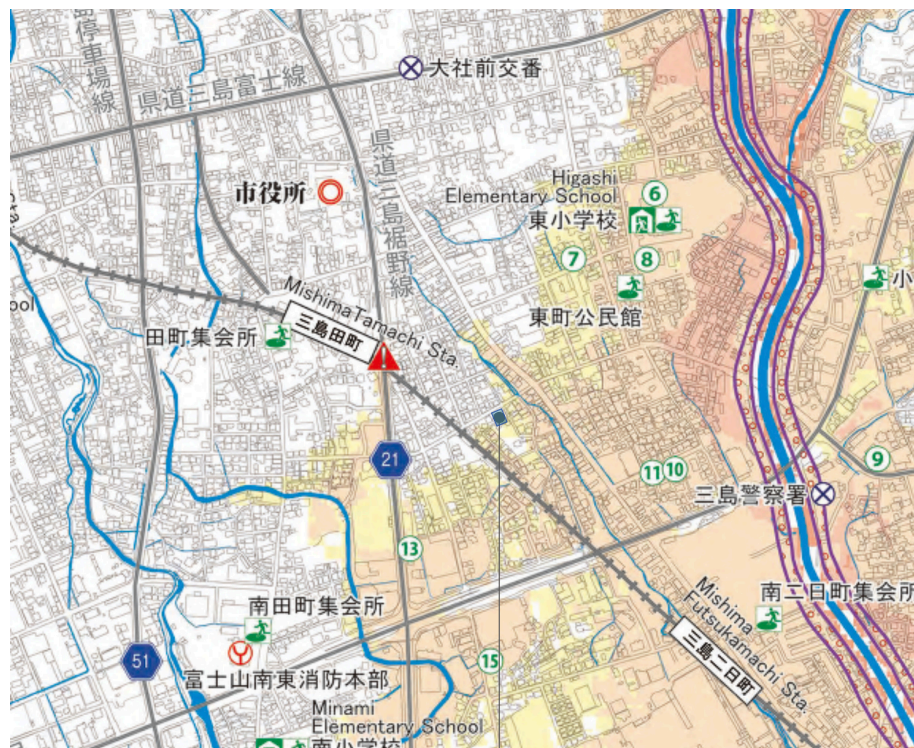 島停車場線
県道三島富士線
大社前交番
県道三島裾野線
市役所
Higashi
Elementary School
東小学校
6
7
8
東町公民館
小
ool
田町集会所
MishimaTamachi Sta.
三島田町
21
11
10
9
三島警察署
13
南田町集会所
Mishima
Futsukamachi Sta.
三島二日町
南二日町集会所
51
富士山南東消防本部
15
Minami
Elementary School
南小学校